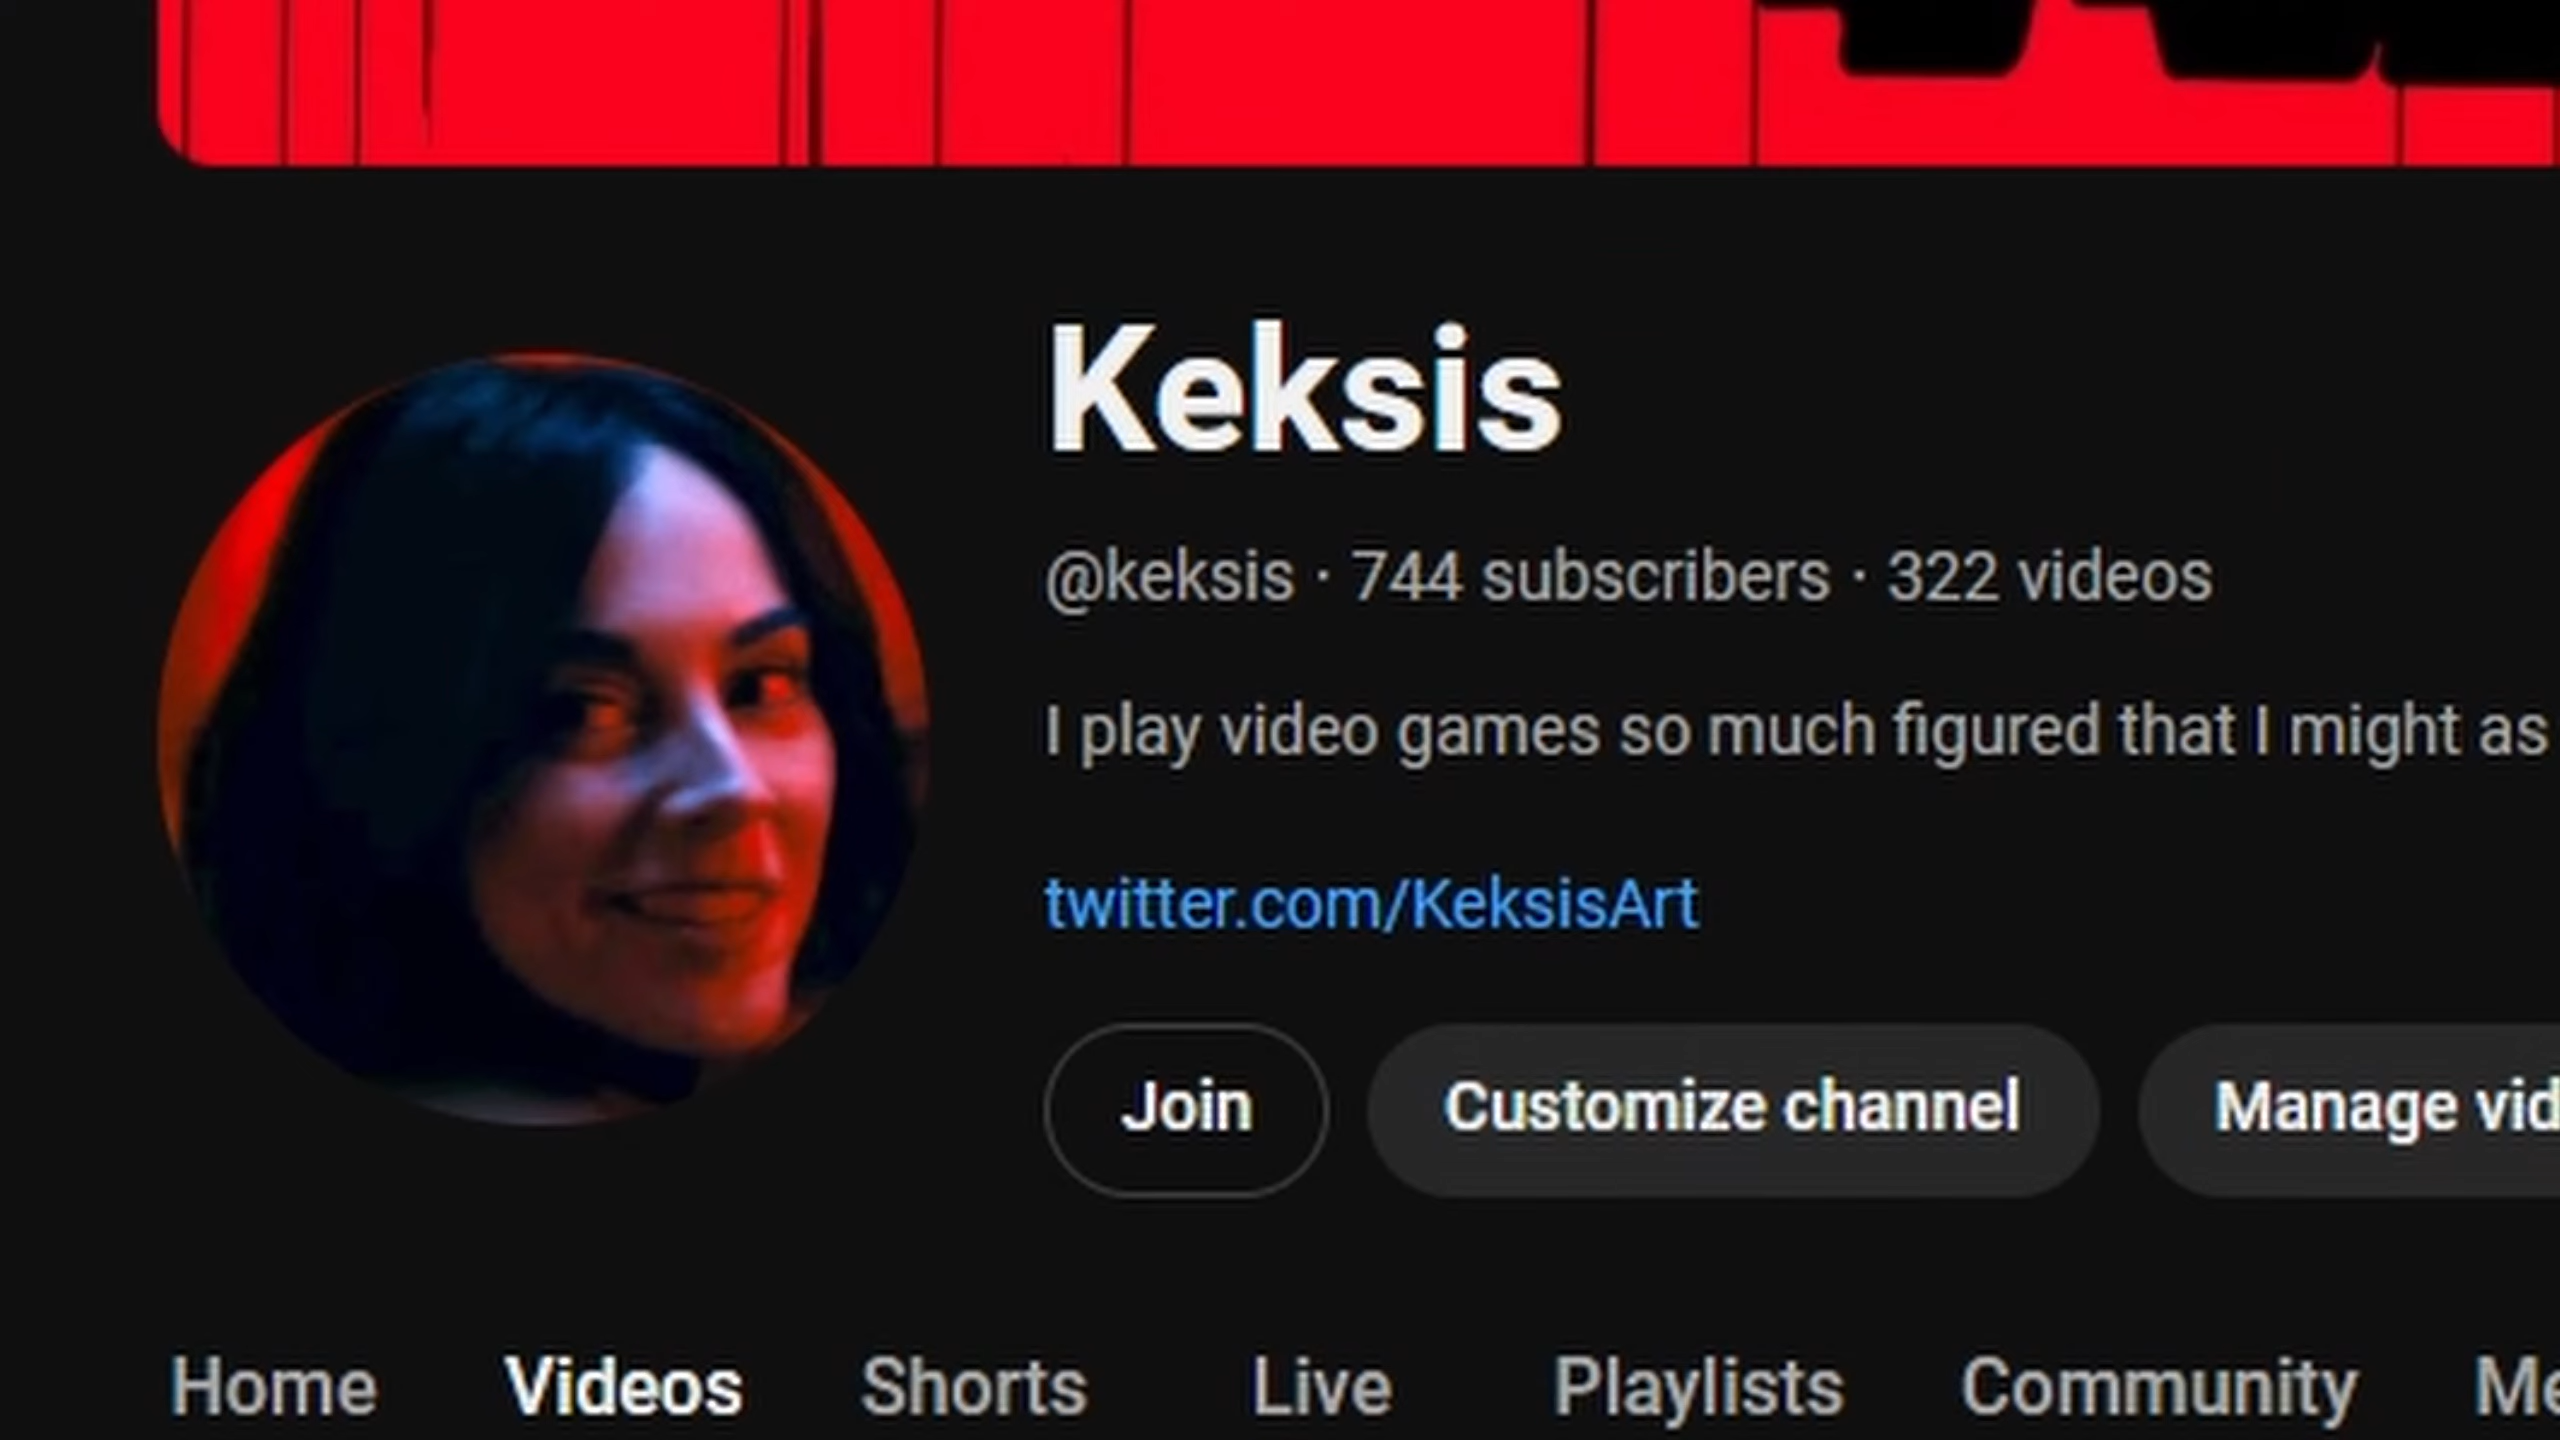 Keksis
@keksis · 744 subscribers · 322 videos
I play video games so much figured that I might as
twitter.com/KeksisArt
Join Customize channel Manage vid
Home Videos Shorts Live Playlists Community Me